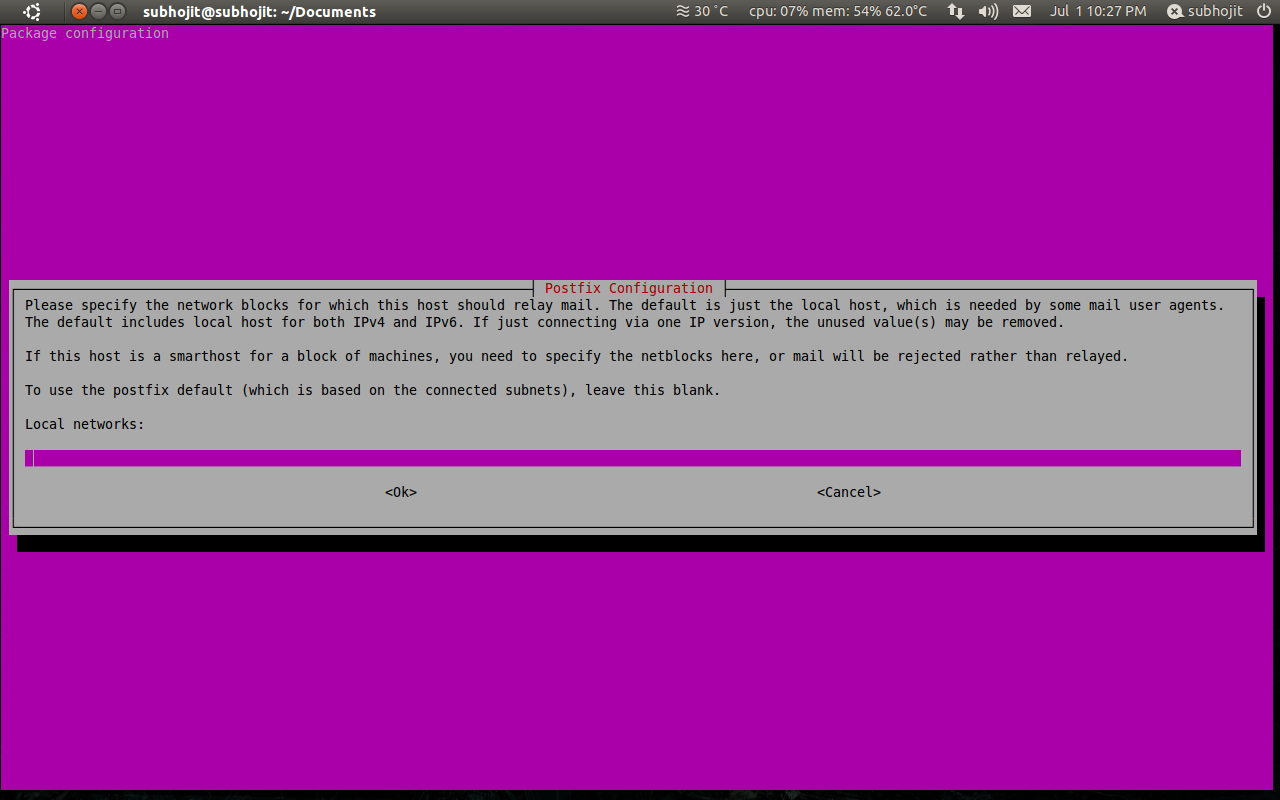 subhojit@subhojit: ~/Documents 30 °C cpu: 07% mem: 54% 62.0°C Jul 1 10:27 PM subhojit
Package configuration
Postfix Configuration
Please specify the network blocks for which this host should relay mail. The default is just the local host, which is needed by some mail user agents.
The default includes local host for both IPv4 and IPv6. If just connecting via one IP version, the unused value(s) may be removed.
If this host is a smarthost for a block of machines, you need to specify the netblocks here, or mail will be rejected rather than relayed.
To use the postfix default (which is based on the connected subnets), leave this blank.
Local networks:
<Ok> <Cancel>